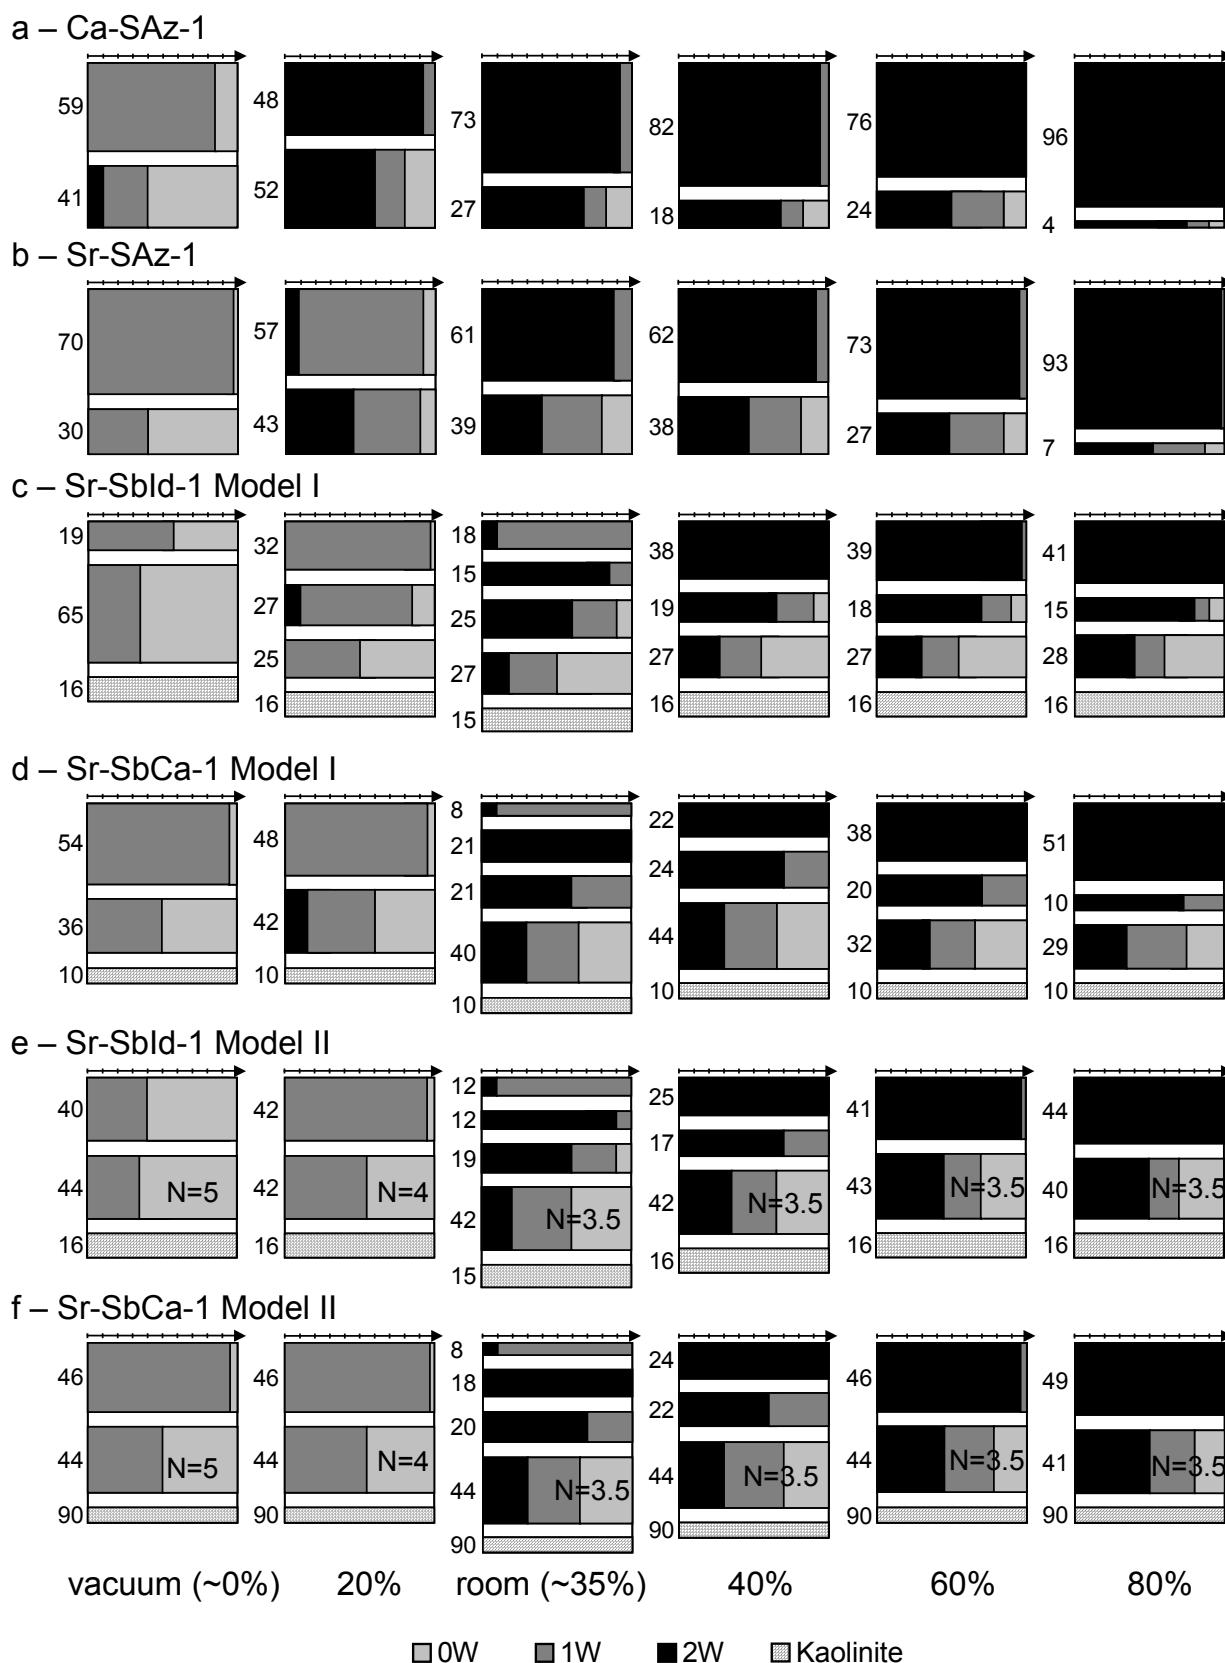 a – Ca-SAz-1
59 48 73 82 76 96
41 52 27 18 24 4
b – Sr-SAz-1
70 57 61 62 73 93
30 43 39 38 27 7
c – Sr-SbId-1 Model I
19 32 18 38 39 41
15
65 27 25 19 18 15
25 27 27 27 28
16 16 15 16 16 16
d – Sr-SbCa-1 Model I
54 48 8 22 38 51
21
36 42 21 24 20 10
40 44 32 29
10 10 10 10 10 10
e – Sr-SbId-1 Model II
40 42 12 25 41 44
12
19 17
44 N=5 42 N=4 42 N=3.5 42 N=3.5 43 N=3.5 40 N=3.5
16 16 15 16 16 16
f – Sr-SbCa-1 Model II
46 46 8 24 46 49
18
20 22
44 N=5 44 N=4 44 N=3.5 44 N=3.5 44 N=3.5 41 N=3.5
90 90 90 90 90 90
vacuum (~0%) 20% room (~35%) 40% 60% 80%
0W 1W 2W Kaolinite